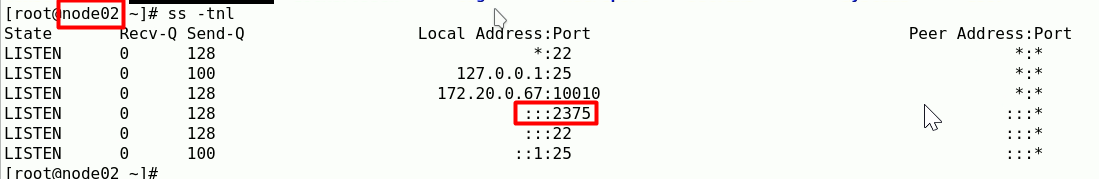 [root@node02 ~]# ss -tnl
State Recv-Q Send-Q Local Address:Port Peer Address:Port
LISTEN 0 128 *:22 *:*
LISTEN 0 100 127.0.0.1:25 *:*
LISTEN 0 128 172.20.0.67:10010 *:*
LISTEN 0 128 :::2375 :::*
LISTEN 0 128 :::22 :::*
LISTEN 0 100 ::1:25 :::*
[root@node02 ~]#